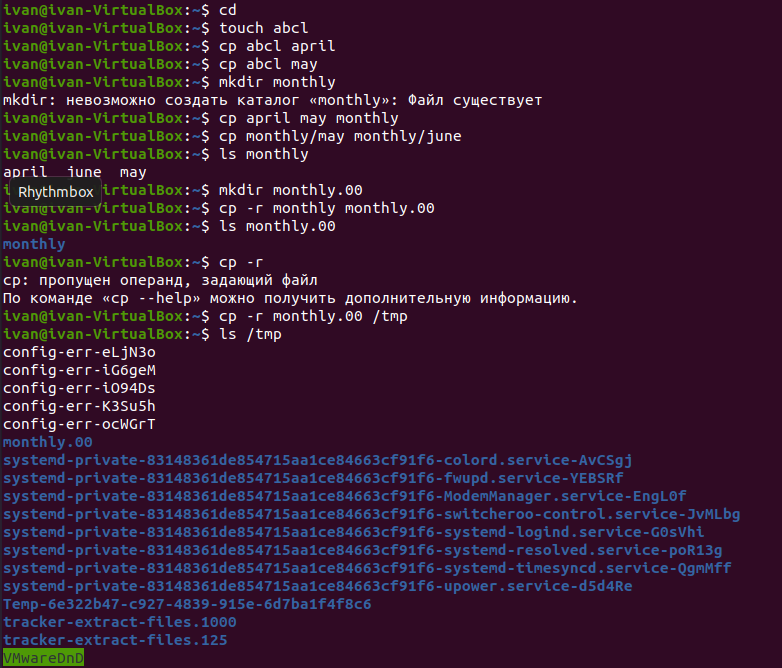 ivan@ivan-VirtualBox:~$ cd
ivan@ivan-VirtualBox:~$ touch abcl
ivan@ivan-VirtualBox:~$ cp abcl april
ivan@ivan-VirtualBox:~$ cp abcl may
ivan@ivan-VirtualBox:~$ mkdir monthly
mkdir: невозможно создать каталог «monthly»: Файл существует
ivan@ivan-VirtualBox:~$ cp april may monthly
ivan@ivan-VirtualBox:~$ cp monthly/may monthly/june
ivan@ivan-VirtualBox:~$ ls monthly
april  june  may
ivan-VirtualBox:~$ mkdir monthly.00
Rhythmbox
ivan@ivan-VirtualBox:~$ cp -r monthly monthly.00
ivan@ivan-VirtualBox:~$ ls monthly.00
monthly
ivan@ivan-VirtualBox:~$ cp -r
cp: пропущен операнд, задающий файл
По команде «cp --help» можно получить дополнительную информацию.
ivan@ivan-VirtualBox:~$ cp -r monthly.00 /tmp
ivan@ivan-VirtualBox:~$ ls /tmp
config-err-eLjN3o
config-err-iG6geM
config-err-iO94Ds
config-err-K3Su5h
config-err-ocWGrT
monthly.00
systemd-private-83148361de854715aa1ce84663cf91f6-colord.service-AvCSgj
systemd-private-83148361de854715aa1ce84663cf91f6-fwupd.service-YEBSRf
systemd-private-83148361de854715aa1ce84663cf91f6-ModemManager.service-EngL0f
systemd-private-83148361de854715aa1ce84663cf91f6-switcheroo-control.service-JvMLbg
systemd-private-83148361de854715aa1ce84663cf91f6-systemd-logind.service-G0sVhi
systemd-private-83148361de854715aa1ce84663cf91f6-systemd-resolved.service-poR13g
systemd-private-83148361de854715aa1ce84663cf91f6-systemd-timesyncd.service-QgmMff
systemd-private-83148361de854715aa1ce84663cf91f6-upower.service-d5d4Re
Temp-6e322b47-c927-4839-915e-6d7ba1f4f8c6
tracker-extract-files.1000
tracker-extract-files.125
VMwareDnD